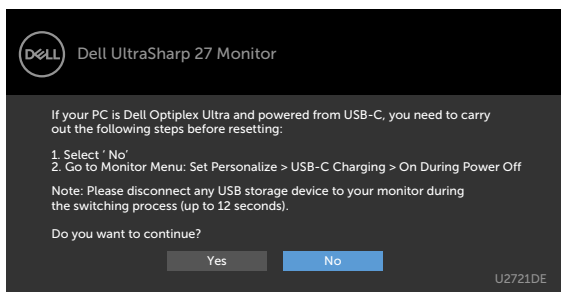 DELL
Dell UltraSharp 27 Monitor
If your PC is Dell Optiplex Ultra and powered from USB-C, you need to carry
out the following steps before resetting:
1. Select ‘ No’
2. Go to Monitor Menu: Set Personalize > USB-C Charging > On During Power Off
Note: Please disconnect any USB storage device to your monitor during
the switching process (up to 12 seconds).
Do you want to continue?
Yes No
U2721DE